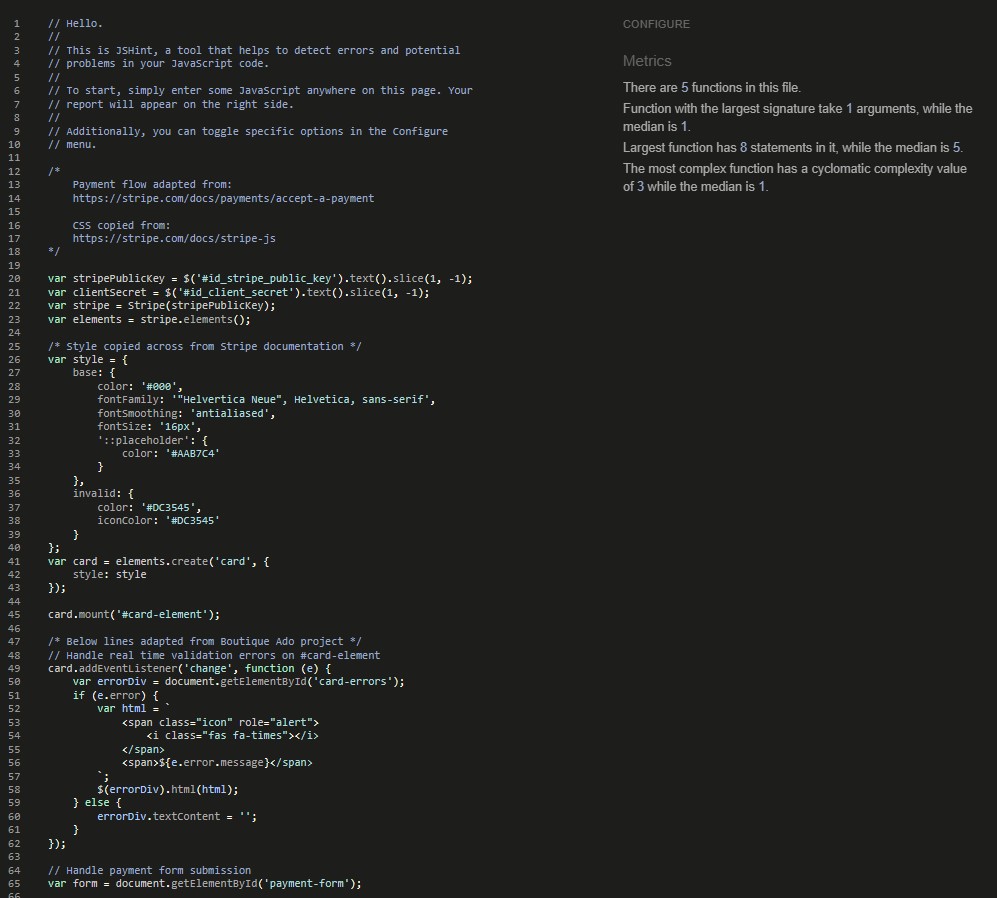 1 // Hello.
2 //
3 // This is JSHint, a tool that helps to detect errors and potential
4 // problems in your JavaScript code.
5 //
6 // To start, simply enter some JavaScript anywhere on this page. Your
7 // report will appear on the right side.
8 //
9 // Additionally, you can toggle specific options in the Configure
10 // menu.
11
12 /*
13     Payment flow adapted from:
14     https://stripe.com/docs/payments/accept-a-payment
15
16     CSS copied from:
17     https://stripe.com/docs/stripe-js
18 */
19
20 var stripePublicKey = $('#id_stripe_public_key').text().slice(1, -1);
21 var clientSecret = $('#id_client_secret').text().slice(1, -1);
22 var stripe = Stripe(stripePublicKey);
23 var elements = stripe.elements();
24
25 /* Style copied across from Stripe documentation */
26 var style = {
27     base: {
28         color: '#000',
29         fontFamily: '"Helvertica Neue", Helvetica, sans-serif',
30         fontSmoothing: 'antialiased',
31         fontSize: '16px',
32         '::placeholder': {
33             color: '#AAB7C4'
34         }
35     },
36     invalid: {
37         color: '#DC3545',
38         iconColor: '#DC3545'
39     }
40 };
41 var card = elements.create('card', {
42     style: style
43 });
44
45 card.mount('#card-element');
46
47 /* Below lines adapted from Boutique Ado project */
48 // Handle real time validation errors on #card-element
49 card.addEventListener('change', function (e) {
50     var errorDiv = document.getElementById('card-errors');
51     if (e.error) {
52         var html = `
53             <span class="icon" role="alert">
54                 <i class="fas fa-times"></i>
55             </span>
56             <span>${e.error.message}</span>
57         `;
58         $(errorDiv).html(html);
59     } else {
60         errorDiv.textContent = '';
61     }
62 });
63
64 // Handle payment form submission
65 var form = document.getElementById('payment-form');
66
CONFIGURE
Metrics
There are 5 functions in this file.
Function with the largest signature take 1 arguments, while the
median is 1.
Largest function has 8 statements in it, while the median is 5.
The most complex function has a cyclomatic complexity value
of 3 while the median is 1.